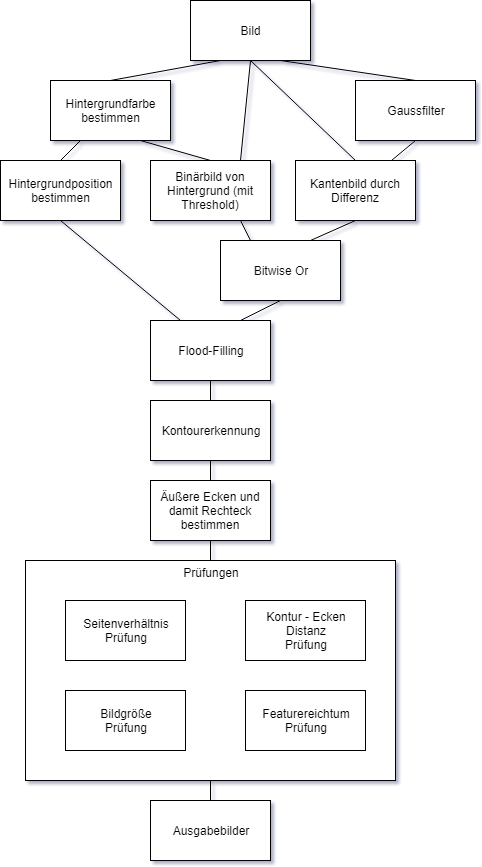 Bild
Hintergrundfarbe
bestimmen
Gaussfilter
Hintergrundposition
bestimmen
Binärbild von
Hintergrund (mit
Threshold)
Kantenbild durch
Differenz
Bitwise Or
Flood-Filling
Kontourerkennung
Äußere Ecken und
damit Rechteck
bestimmen
Prüfungen
Seitenverhältnis
Prüfung
Kontur - Ecken
Distanz
Prüfung
Bildgröße
Prüfung
Featurereichtum
Prüfung
Ausgabebilder